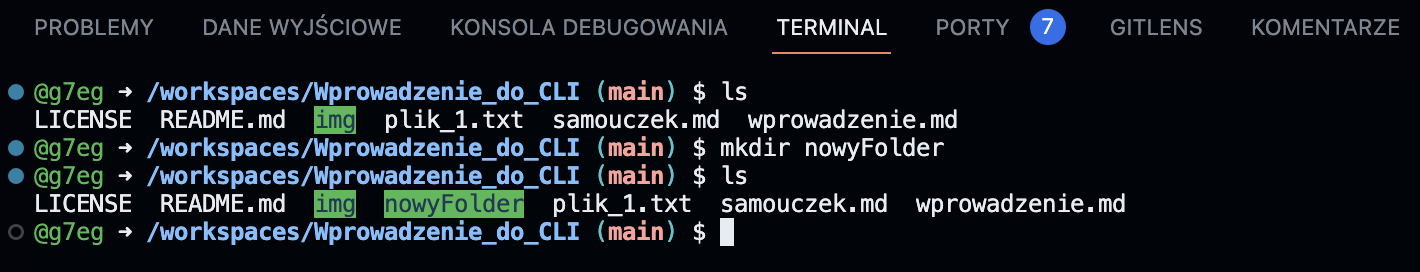 PROBLEMY DANE WYJŚCIOWE KONSOLA DEBUGOWANIA TERMINAL PORTY 7 GITLENS KOMENTARZE
@g7eg ➜ /workspaces/Wprowadzenie_do_CLI (main) $ ls
LICENSE README.md img plik_1.txt samouczek.md wprowadzenie.md
@g7eg ➜ /workspaces/Wprowadzenie_do_CLI (main) $ mkdir nowyFolder
@g7eg ➜ /workspaces/Wprowadzenie_do_CLI (main) $ ls
LICENSE README.md img nowyFolder plik_1.txt samouczek.md wprowadzenie.md
@g7eg ➜ /workspaces/Wprowadzenie_do_CLI (main) $